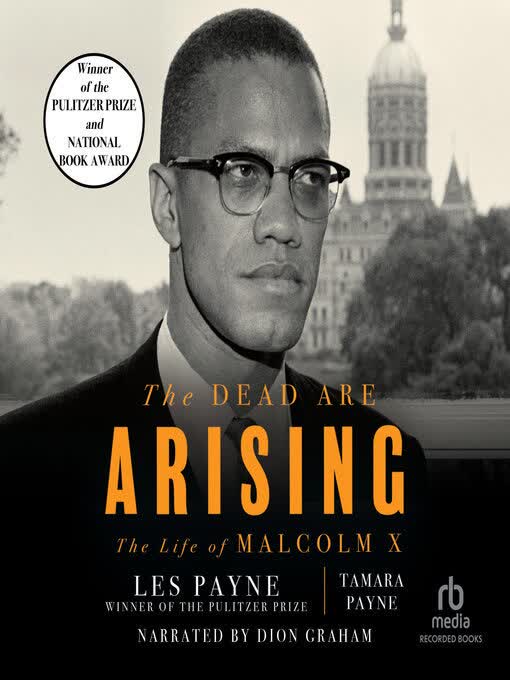 Winner
of the
PULITZER PRIZE
and
NATIONAL
BOOK AWARD
The DEAD ARE
ARISING
The Life of MALCOLM X
LES PAYNE
WINNER OF THE PULITZER PRIZE
TAMARA
PAYNE
NARRATED BY DION GRAHAM
rb
media
RECORDED BOOKS